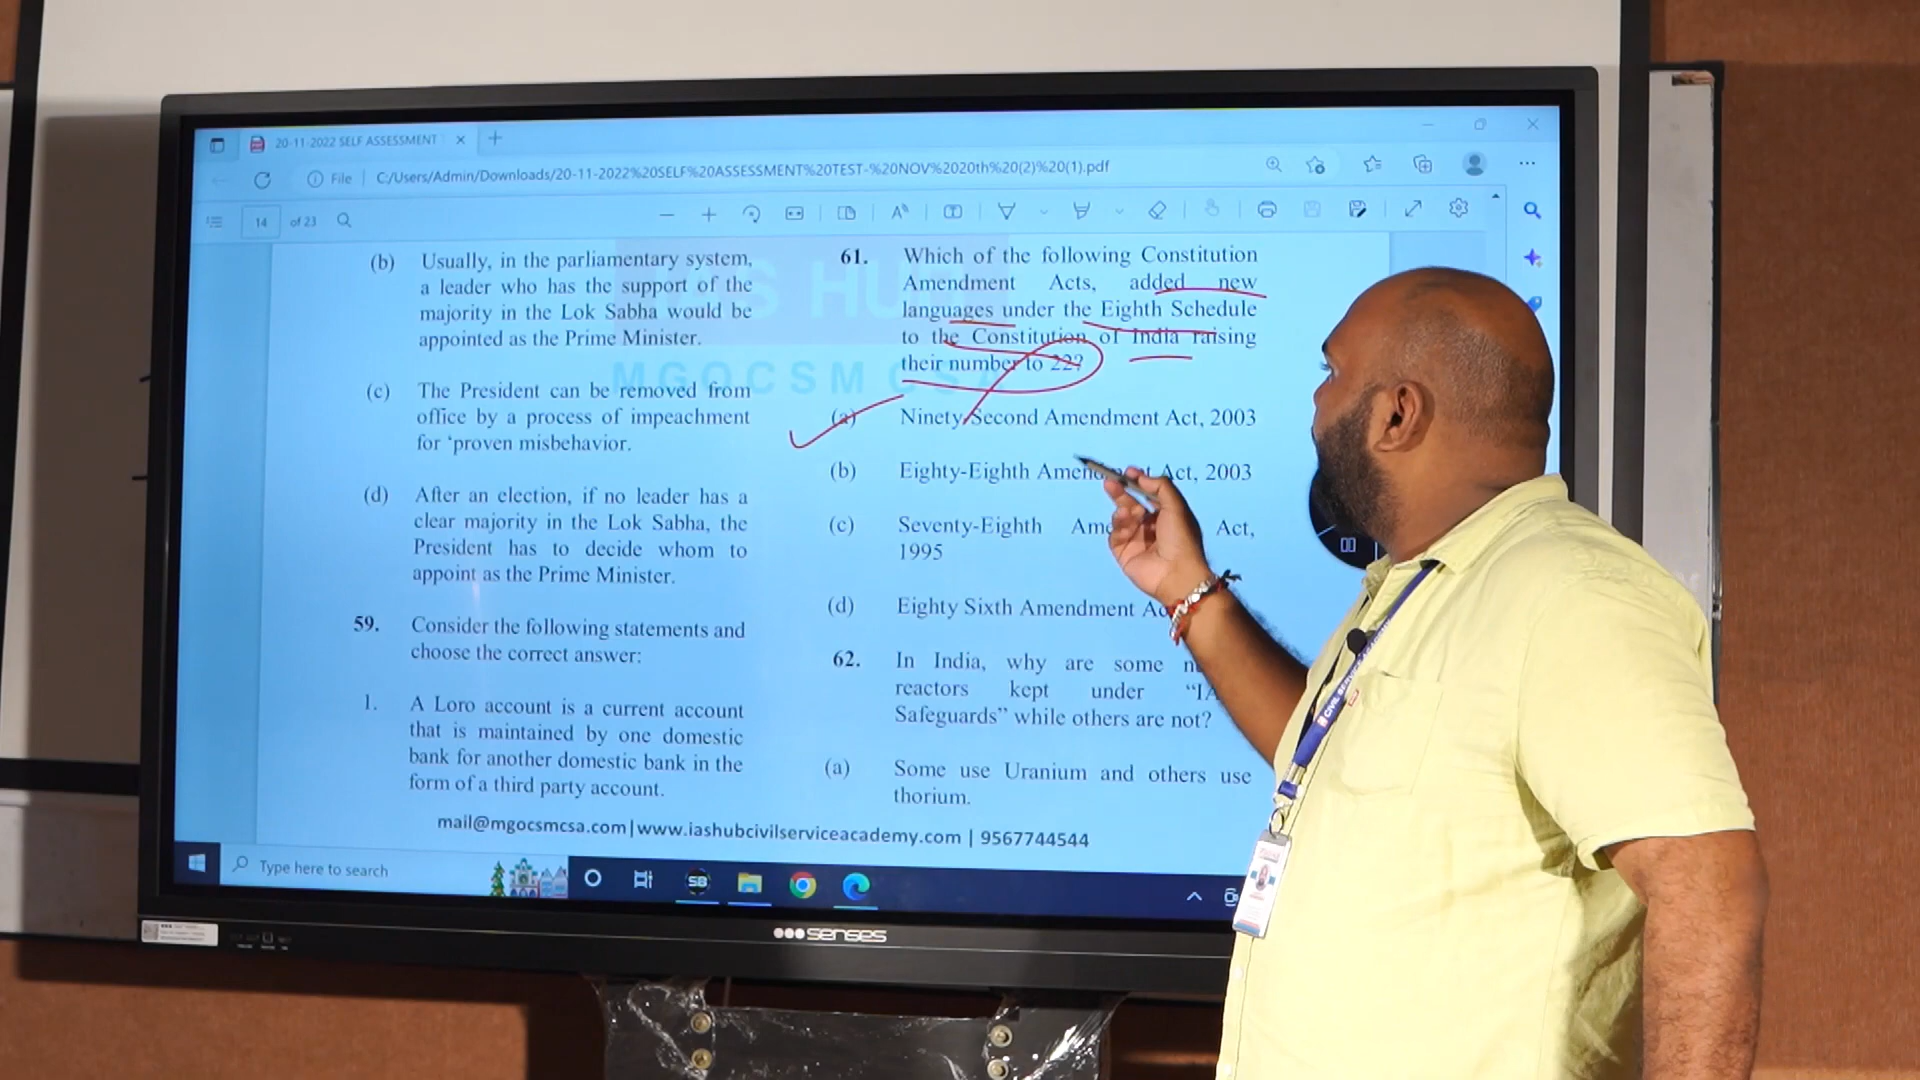 20-11-2022 SELF ASSESSMENT
File | C:/Users/Admin/Downloads/20-11-2022%20SELF%20ASSESSMENT%20TEST-%20NOV%2020th%20(2)%20(1).pdf
14 of 23
(b) Usually, in the parliamentary system,
a leader who has the support of the
majority in the Lok Sabha would be
appointed as the Prime Minister.
(c) The President can be removed from
office by a process of impeachment
for ‘proven misbehavior.
(d) After an election, if no leader has a
clear majority in the Lok Sabha, the
President has to decide whom to
appoint as the Prime Minister.
59. Consider the following statements and
choose the correct answer:
1. A Loro account is a current account
that is maintained by one domestic
bank for another domestic bank in the
form of a third party account.
61. Which of the following Constitution
Amendment Acts, added new
languages under the Eighth Schedule
to the Constitution of India raising
their number to 22?
(a) Ninety Second Amendment Act, 2003
(b) Eighty-Eighth Act, 2003
(c) Seventy-Eighth Act,
1995
(d) Eighty Sixth Amendment
62. In India, why are some
reactors kept under
Safeguards” while others are not?
(a) Some use Uranium and others use
thorium.
IAS HU
MGOCSM CSA
mail@mgocsmcsa.com|www.iashubcivilserviceacademy.com | 9567744544
Type here to search
SB
senses